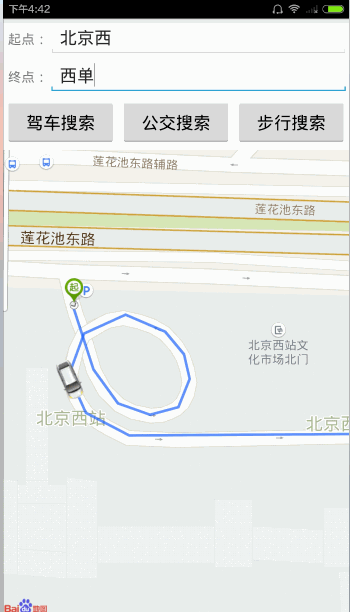 下午4:42
起点： 北京西
终点： 西单
驾车搜索 公交搜索 步行搜索
莲花池东路辅路
莲花池东路
莲花池东路
起 P
北京西站文
化市场北门
北京西站
北京西
Bai 地图